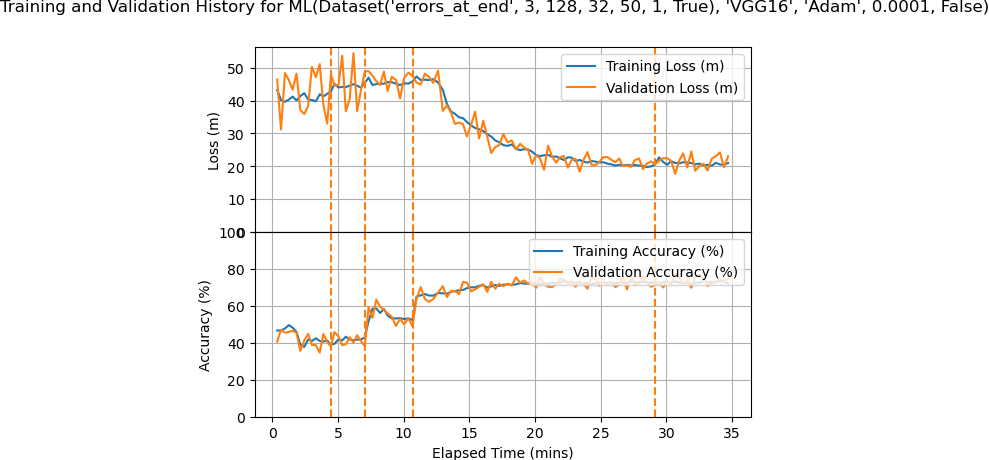 Training and Validation History for ML(Dataset('errors_at_end', 3, 128, 32, 50, 1, True), 'VGG16', 'Adam', 0.0001, False)
50
40
30
20
10
0
Loss (m)
Training Loss (m)
Validation Loss (m)
100
80
60
40
20
0
Accuracy (%)
Training Accuracy (%)
Validation Accuracy (%)
0 5 10 15 20 25 30 35
Elapsed Time (mins)